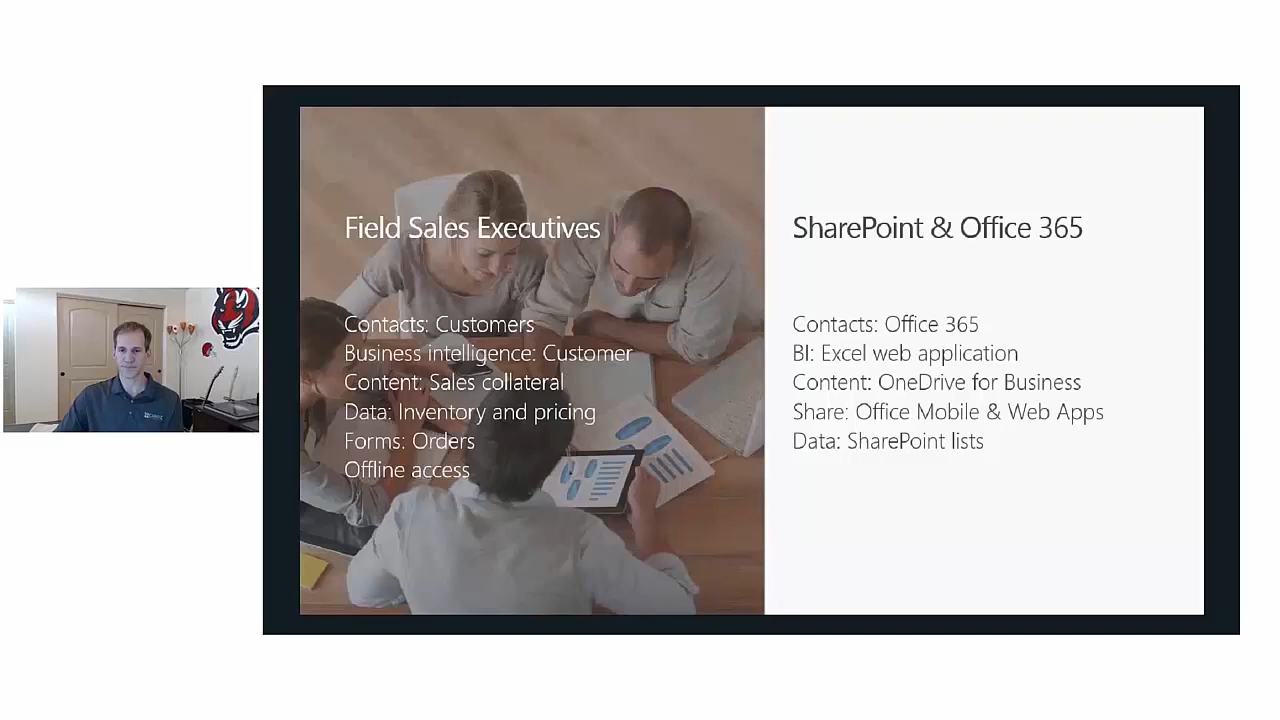 Field Sales Executives
Contacts: Customers
Business intelligence: Customer
Content: Sales collateral
Data: Inventory and pricing
Forms: Orders
Offline access
SharePoint & Office 365
Contacts: Office 365
BI: Excel web application
Content: OneDrive for Business
Share: Office Mobile & Web Apps
Data: SharePoint lists